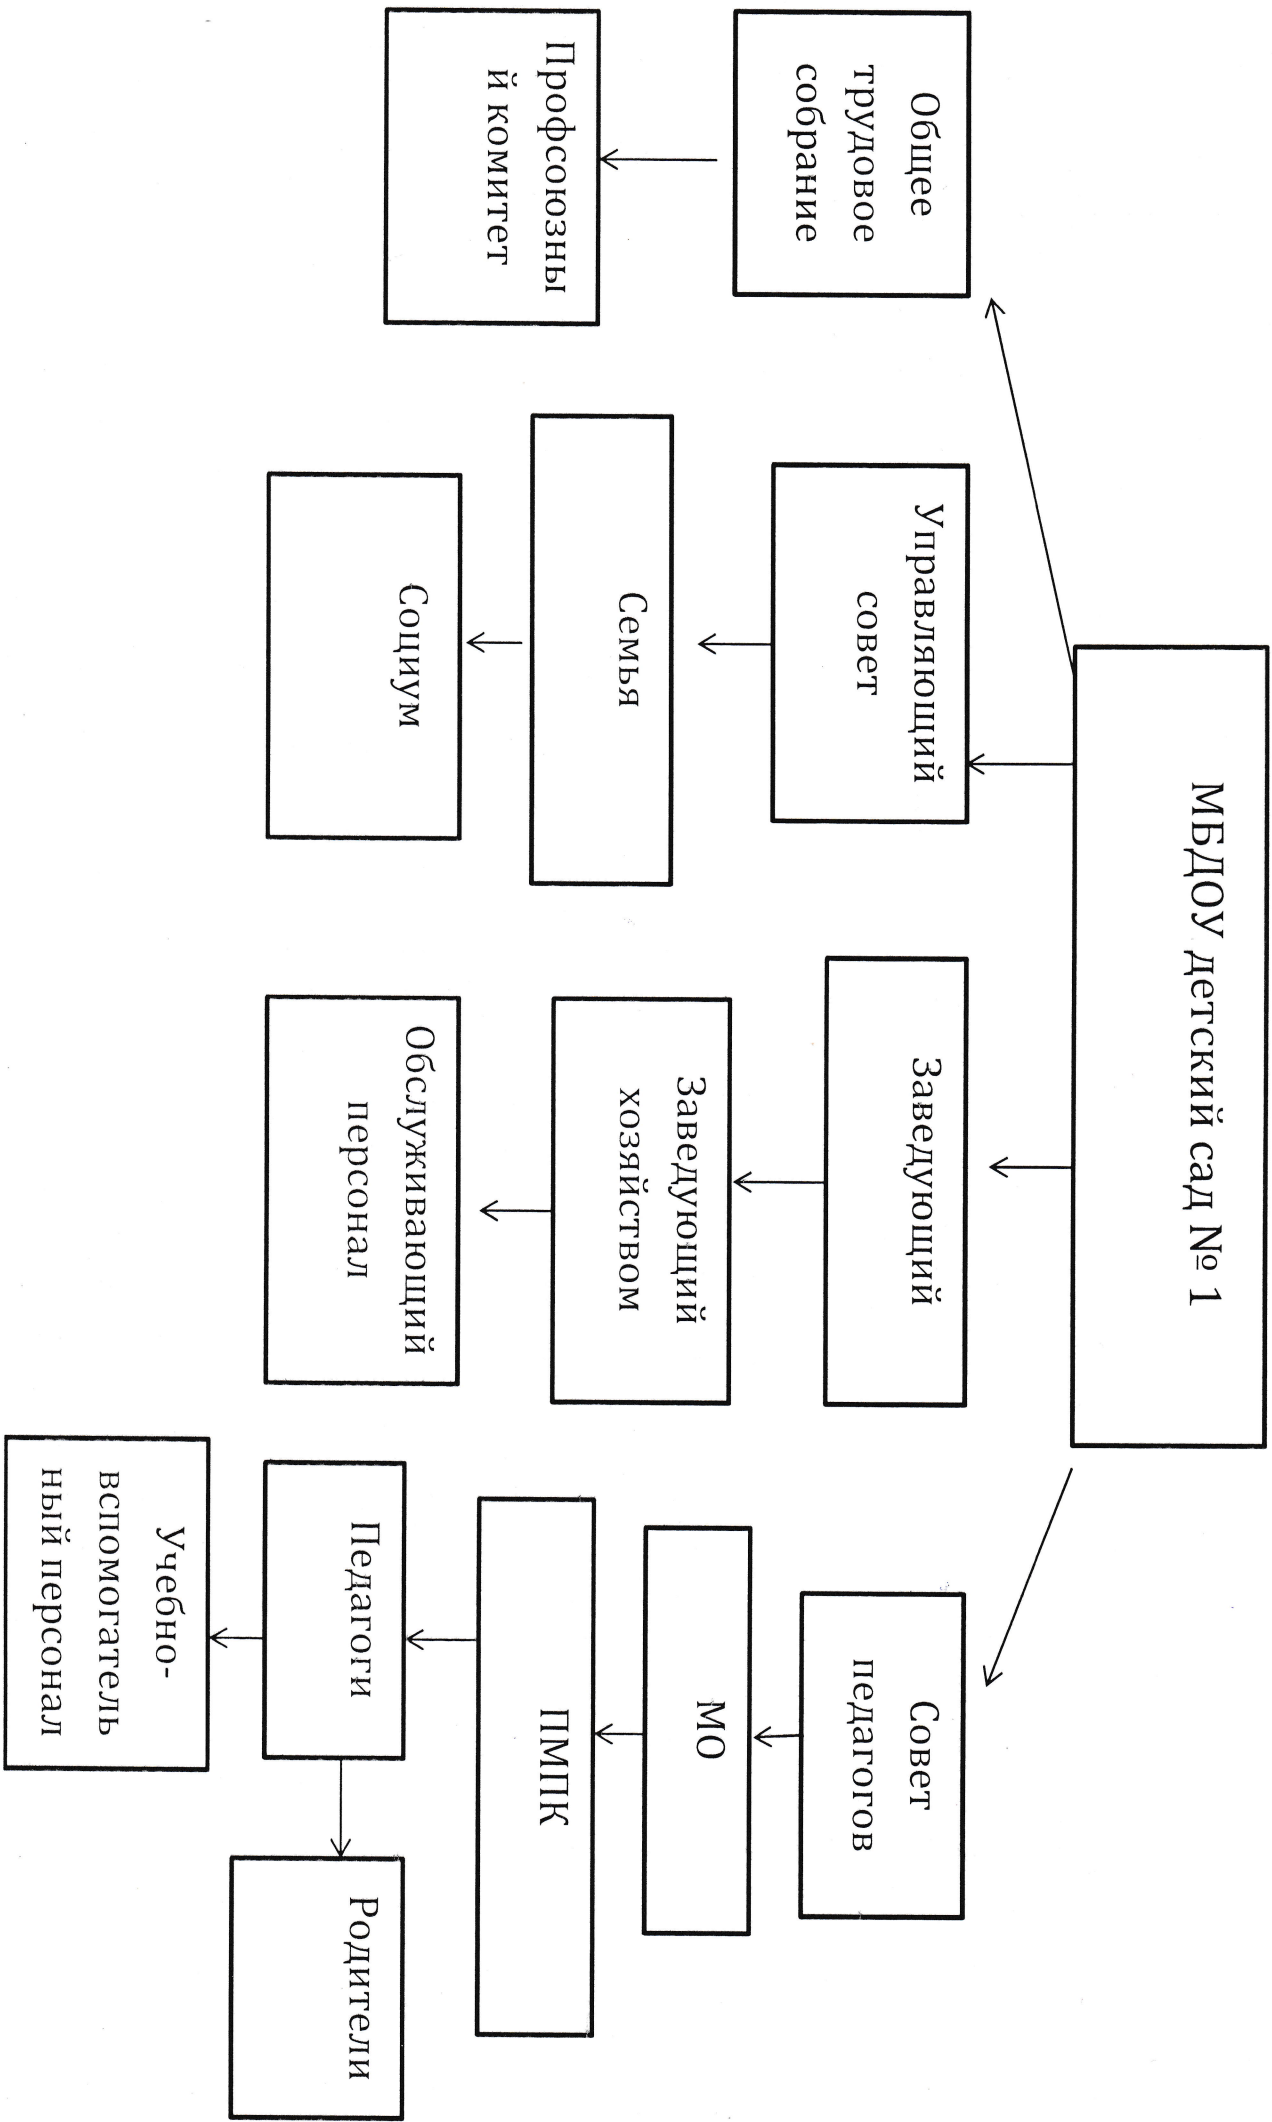 МБДОУ детский сад № 1
Общее
трудовое
собрание
Управляющий
совет
Заведующий
Совет
педагогов
Профсоюзны
й комитет
Семья
Заведующий
хозяйством
МО
Социум
Обслуживающий
персонал
ПМПК
Педагоги
Родители
Учебно-
вспомогатель
ный персонал